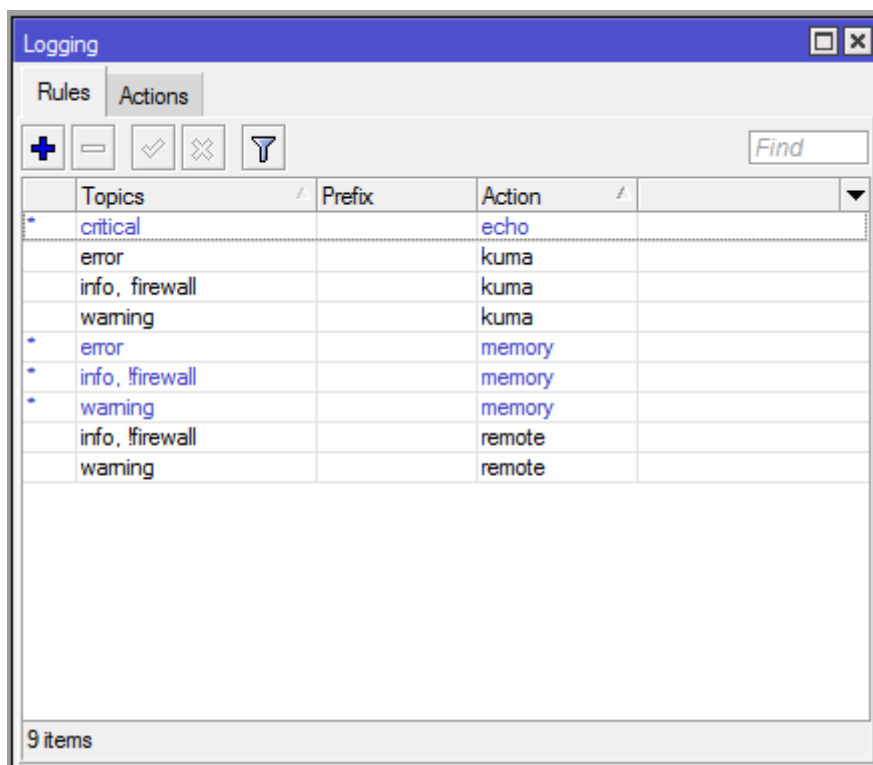 Logging
Rules Actions
Find
Topics Prefix Action
* critical echo
error kuma
info, firewall kuma
warning kuma
* error memory
* info, !firewall memory
* warning memory
info, !firewall remote
warning remote
9 items